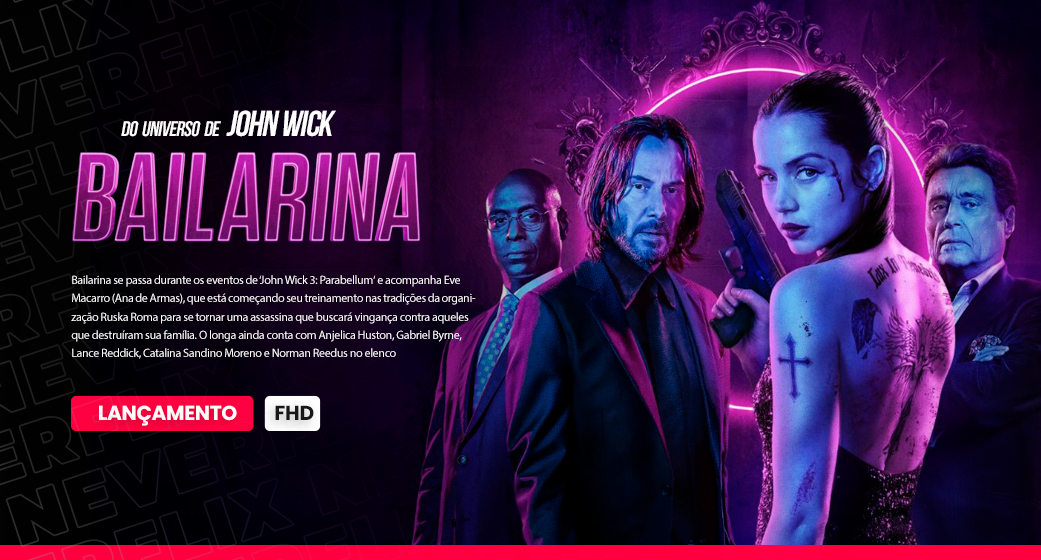 DO UNIVERSO DE JOHN WICK
BAILARINA
Bailarina se passa durante os eventos de 'John Wick 3: Parabellum' e acompanha Eve
Macarro (Ana de Armas), que está começando seu treinamento nas tradições da organi-
zação Ruska Roma para se tornar uma assassina que buscará vingança contra aqueles
que destruíram sua família. O longa ainda conta com Anjelica Huston, Gabriel Byrne,
Lance Reddick, Catalina Sandino Moreno e Norman Reedus no elenco
LANÇAMENTO
FHD
NEVERFLIX